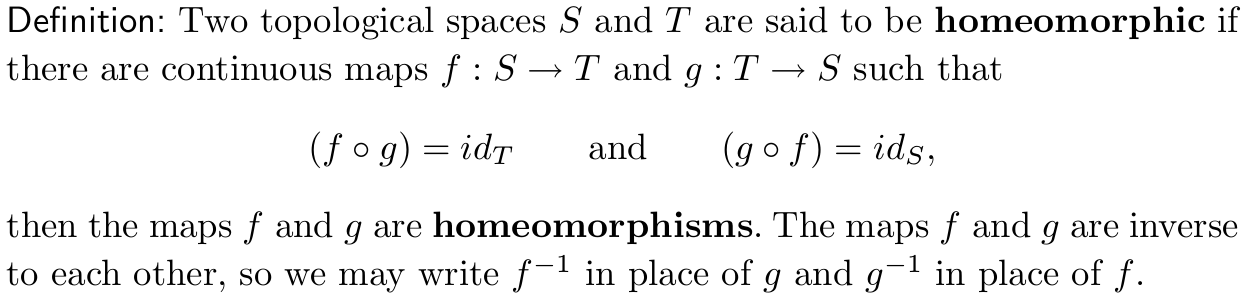 Definition: Two topological spaces S and T are said to be homeomorphic if
there are continuous maps f : S → T and g : T → S such that
(f ∘ g) = id_T and (g ∘ f) = id_S,
then the maps f and g are homeomorphisms. The maps f and g are inverse
to each other, so we may write f⁻¹ in place of g and g⁻¹ in place of f.